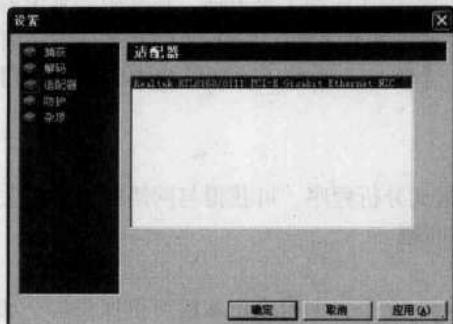 设置
捕获
解码
适配器
防护
杂项
适配器
Realtek RTL8168/8111 PCI-E Gigabit Ethernet NIC
确定
取消
应用(A)